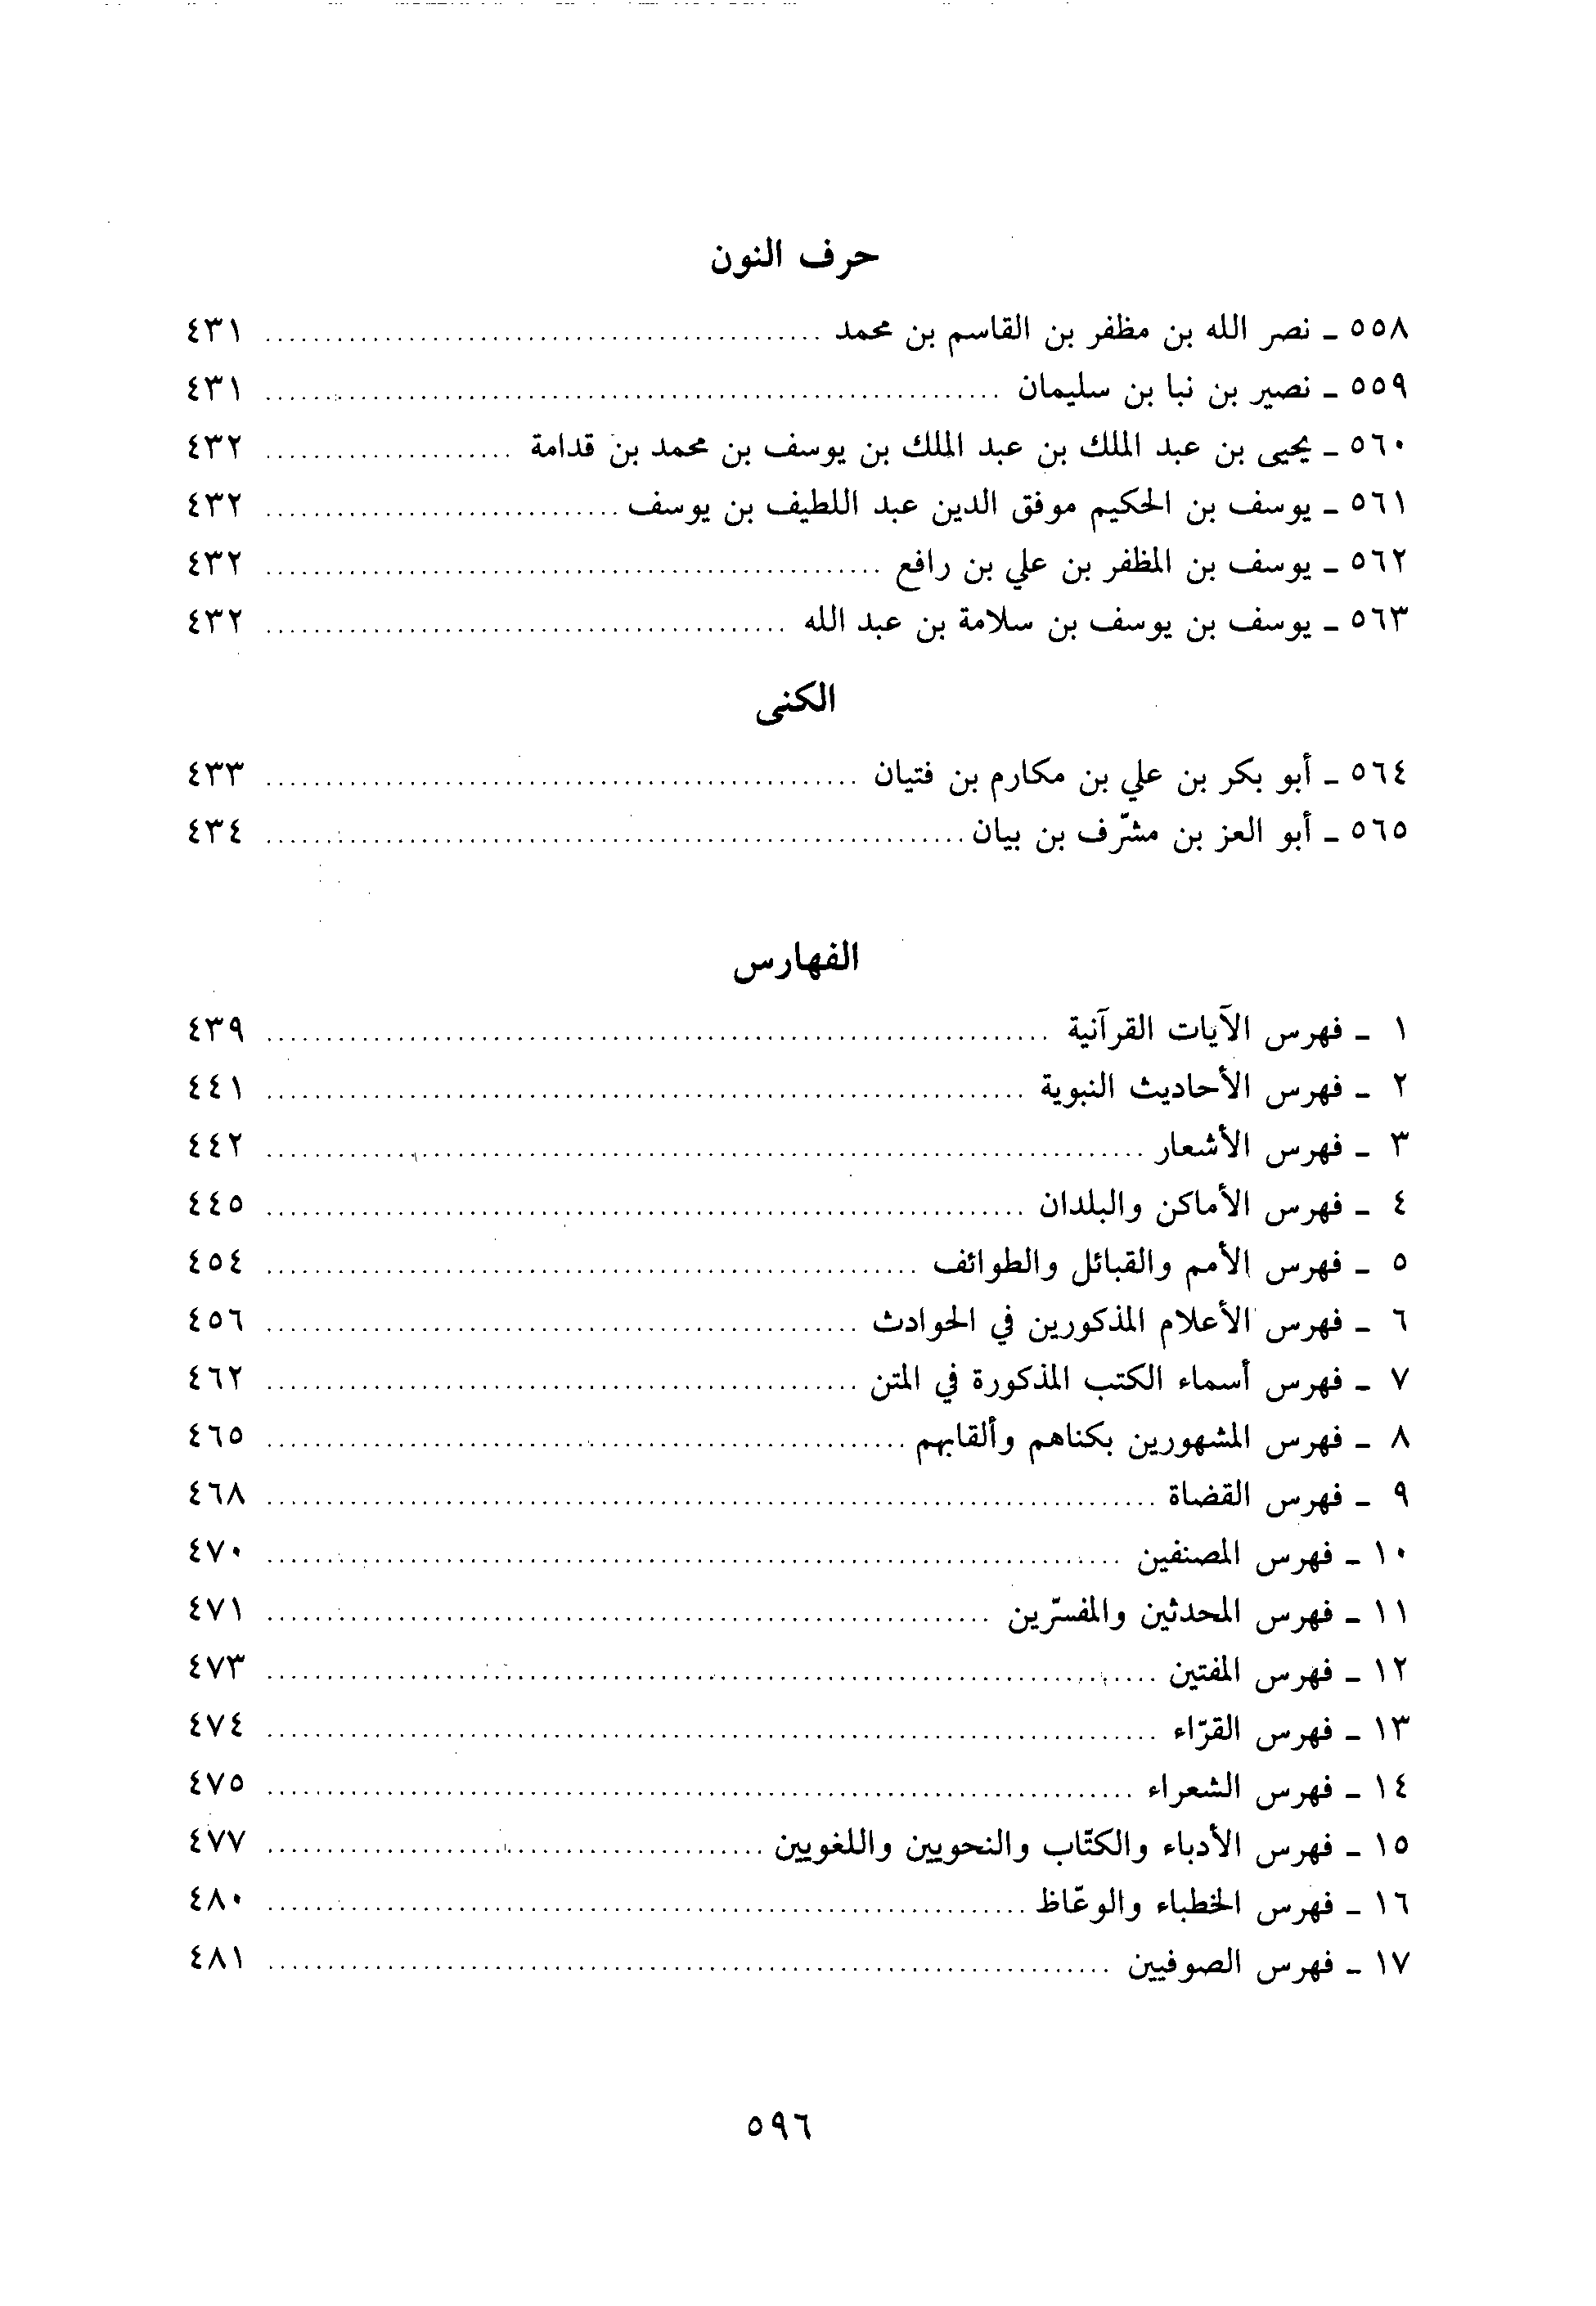 حرف النون
٥٥٨ ـ نصر الله بن مظفر بن القاسم بن محمد ........ ٤٣١
٥٥٩ ـ نصير بن نبا بن سليمان ........ ٤٣١
٥٦٠ ـ يحيى بن عبد الملك بن عبد الملك بن يوسف بن محمد بن قدامة ........ ٤٣٢
٥٦١ ـ يوسف بن الحكيم موفق الدين عبد اللطيف بن يوسف ........ ٤٣٢
٥٦٢ ـ يوسف بن المظفر بن علي بن رافع ........ ٤٣٢
٥٦٣ ـ يوسف بن يوسف بن سلامة بن عبد الله ........ ٤٣٢
الكنى
٥٦٤ ـ أبو بكر بن علي بن مكارم بن فتيان ........ ٤٣٣
٥٦٥ ـ أبو العز بن مشرّف بن بيان ........ ٤٣٤
الفهارس
١ ـ فهرس الآيات القرآنية ........ ٤٣٩
٢ ـ فهرس الأحاديث النبوية ........ ٤٤١
٣ ـ فهرس الأشعار ........ ٤٤٢
٤ ـ فهرس الأماكن والبلدان ........ ٤٤٥
٥ ـ فهرس الأمم والقبائل والطوائف ........ ٤٥٤
٦ ـ فهرس الأعلام المذكورين في الحوادث ........ ٤٥٦
٧ ـ فهرس أسماء الكتب المذكورة في المتن ........ ٤٦٢
٨ ـ فهرس المشهورين بكناهم وألقابهم ........ ٤٦٥
٩ ـ فهرس القضاة ........ ٤٦٨
١٠ ـ فهرس المصنفين ........ ٤٧٠
١١ ـ فهرس المحدثين والمفسّرين ........ ٤٧١
١٢ ـ فهرس المفتين ........ ٤٧٣
١٣ ـ فهرس القرّاء ........ ٤٧٤
١٤ ـ فهرس الشعراء ........ ٤٧٥
١٥ ـ فهرس الأدباء والكتّاب والنحويين واللغويين ........ ٤٧٧
١٦ ـ فهرس الخطباء والوعّاظ ........ ٤٨٠
١٧ ـ فهرس الصوفيين ........ ٤٨١
٥٩٦